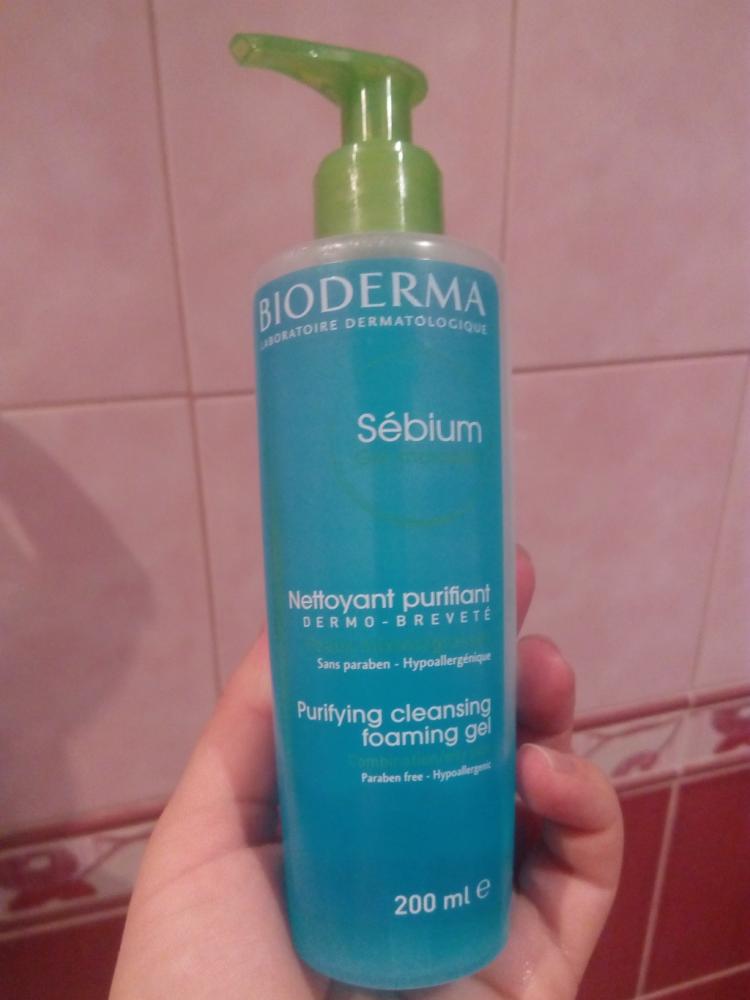 BIODERMA
LABORATOIRE DERMATOLOGIQUE
Sébium
Nettoyant purifiant
DERMO-BREVETÉ
Sans paraben - Hypoallergénique
Purifying cleansing
foaming gel
Combination
Paraben free - Hypoallergenic
200 ml e